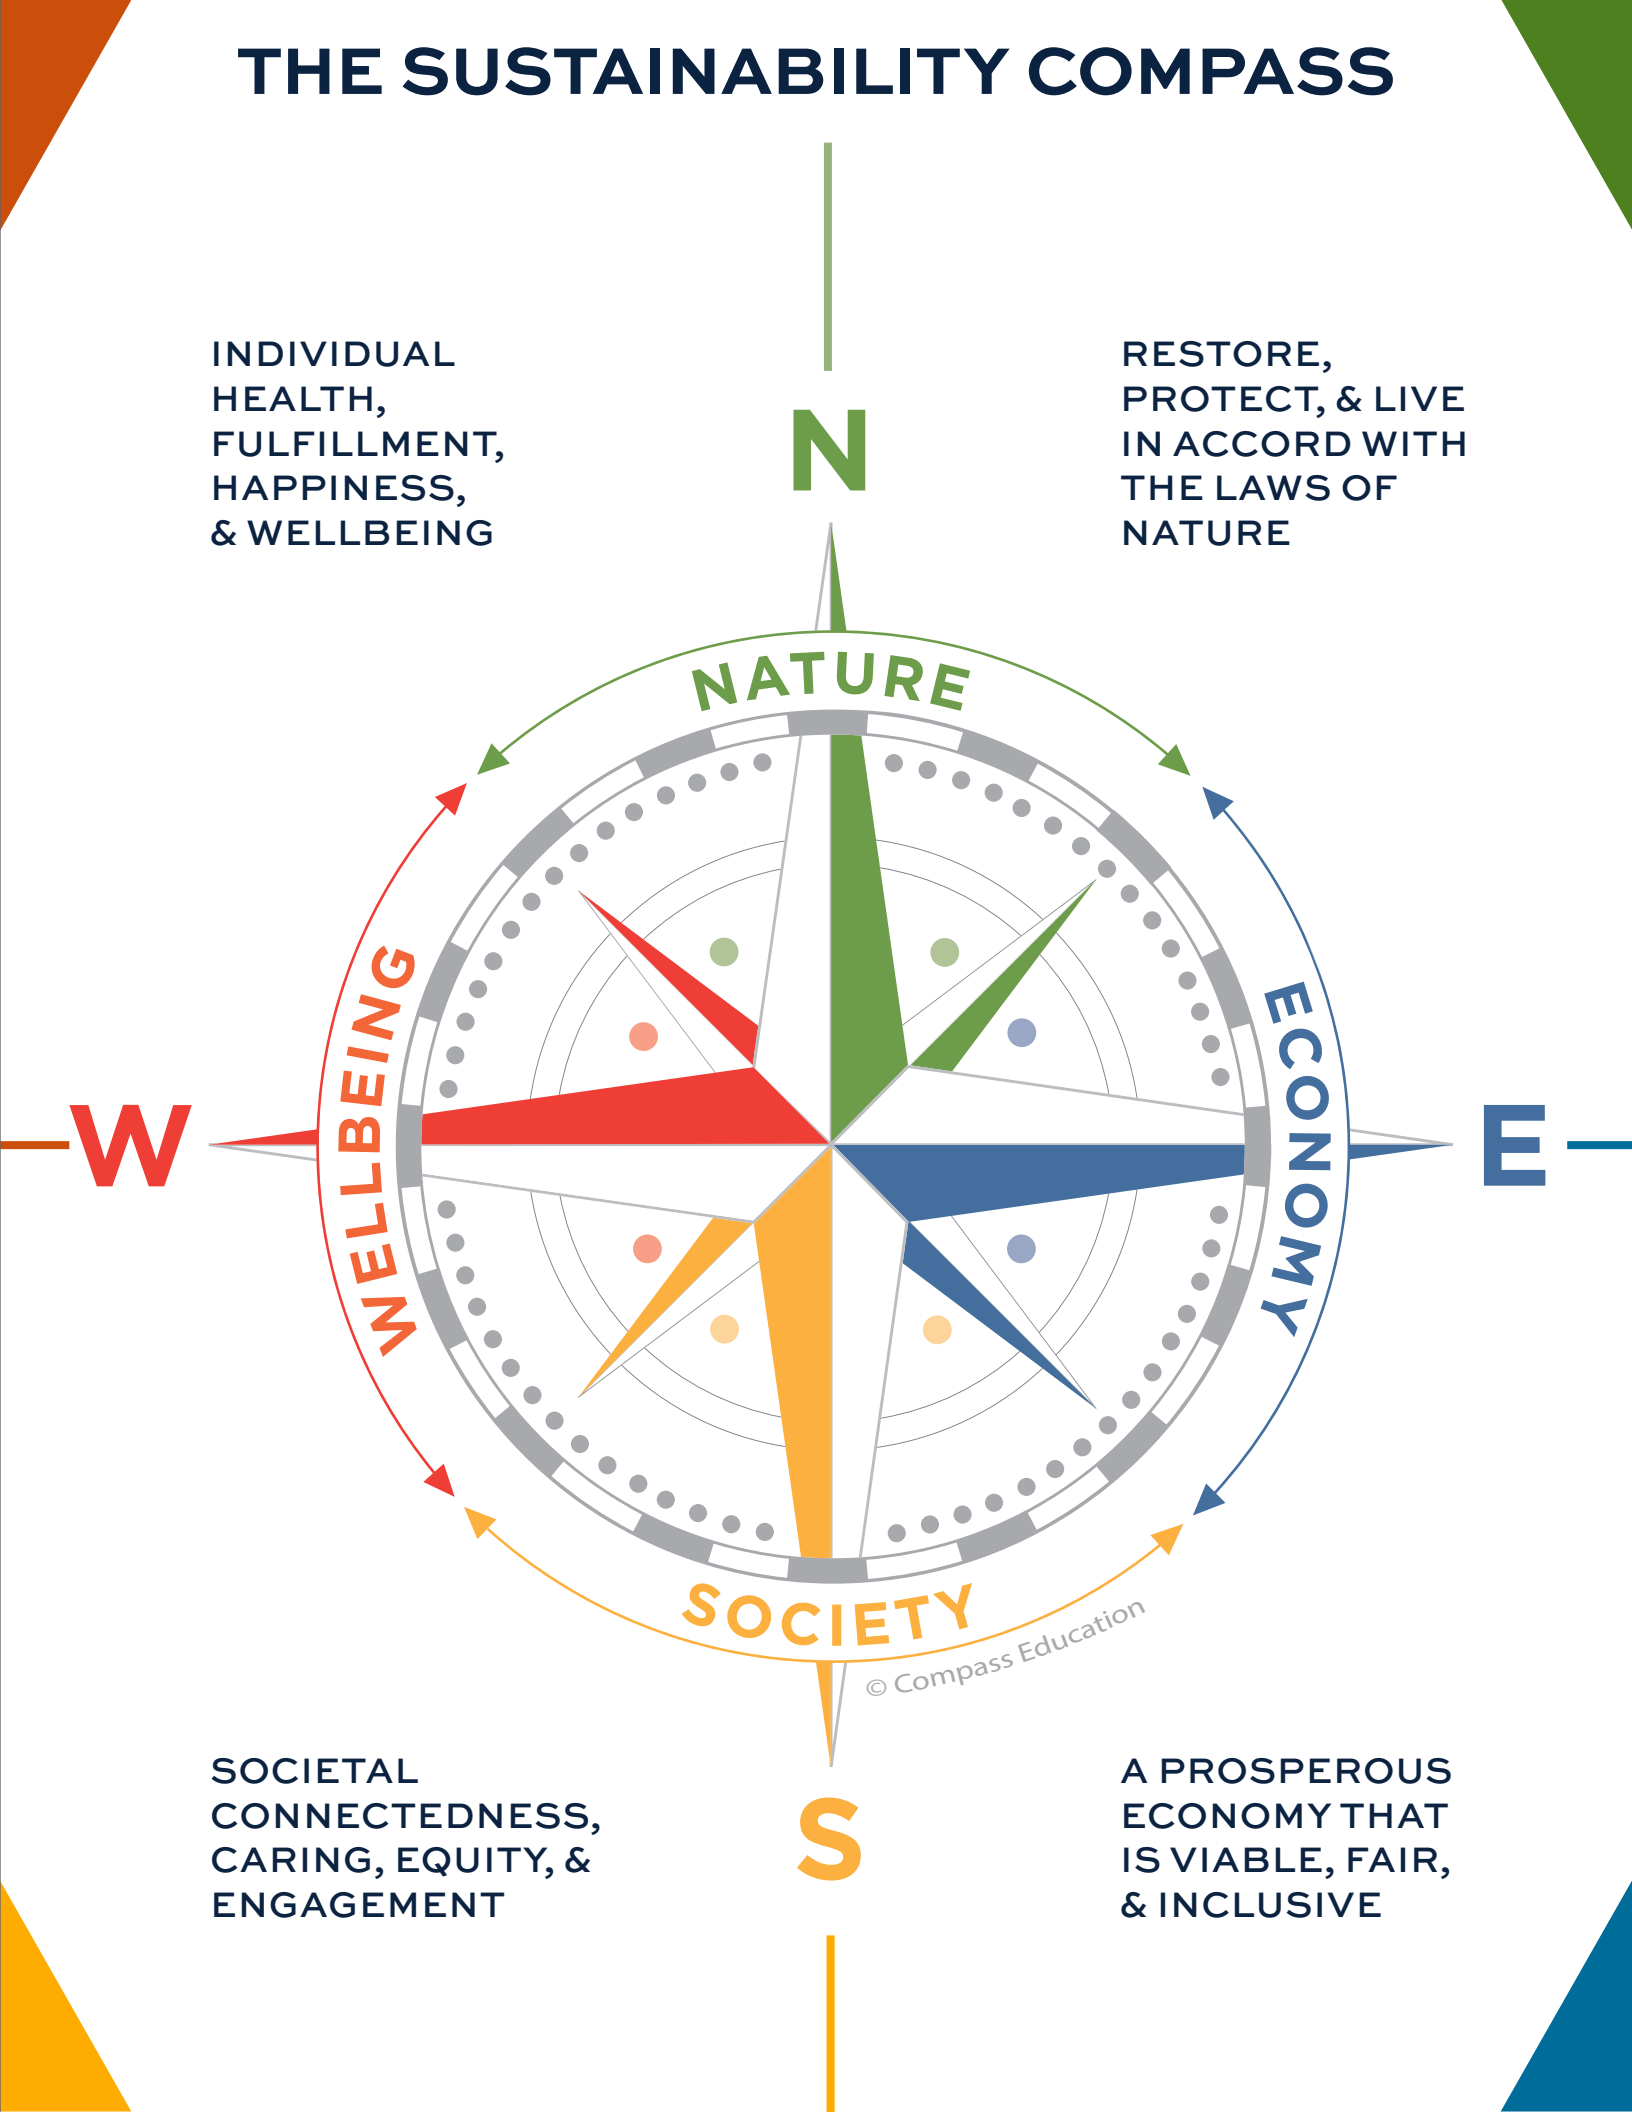 THE SUSTAINABILITY COMPASS
INDIVIDUAL
HEALTH,
FULFILLMENT,
HAPPINESS,
& WELLBEING
RESTORE,
PROTECT, & LIVE
IN ACCORD WITH
THE LAWS OF
NATURE
N
NATURE
W
WELLBEING
ECONOMY
E
SOCIETY
© Compass Education
S
SOCIETAL
CONNECTEDNESS,
CARING, EQUITY, &
ENGAGEMENT
A PROSPEROUS
ECONOMY THAT
IS VIABLE, FAIR,
& INCLUSIVE